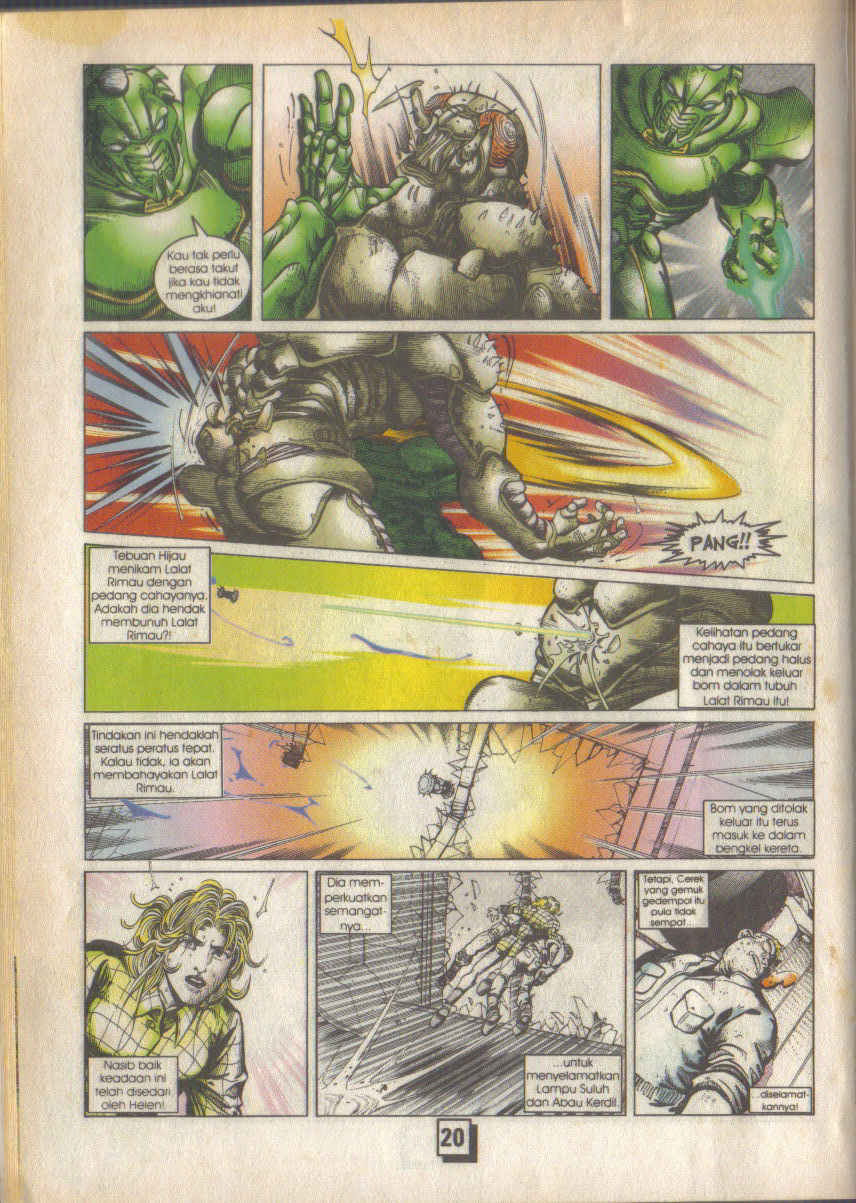 Kau tak perlu
berasa takut
jika kau tidak
mengkhianati
aku!
PANG!!
Tebuan Hijau
menikam Lalat
Rimau dengan
pedang cahayanya.
Adakah dia hendak
membunuh Lalat
Rimau?!
Kelihatan pedang
cahaya itu bertukar
menjadi pedang halus
dan menolak keluar
bom dalam tubuh
Lalat Rimau itu!
Tindakan ini hendaklah
seratus peratus tepat.
Kalau tidak, ia akan
membahayakan Lalat
Rimau.
Bom yang ditolak
keluar itu terus
masuk ke dalam
bengkel kereta.
Nasib baik
keadaan ini
telah disedari
oleh Helen!
Dia mem-
perkuatkan
semangat-
nya...
...untuk
menyelamatkan
Lampu Suluh
dan Abau Kerdil.
Tetapi, Cerek
yang gemuk
gedempol itu
pula tidak
sempat...
...diselamat-
kannya!
20